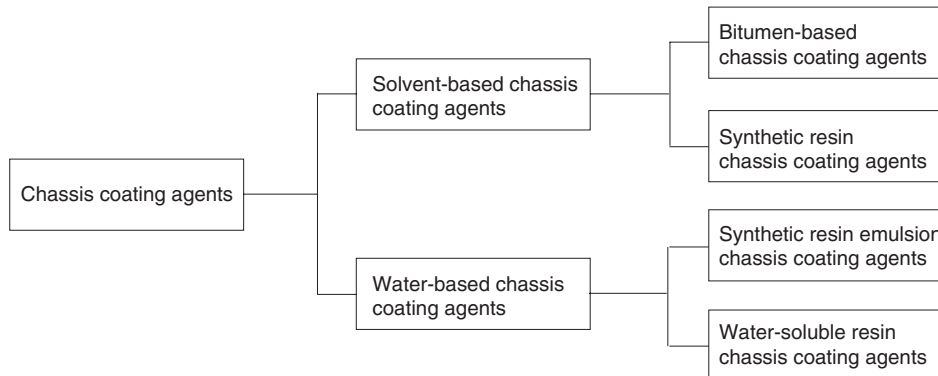 Bitumen-based
chassis coating agents
Solvent-based chassis
coating agents
Synthetic resin
chassis coating agents
Chassis coating agents
Synthetic resin emulsion
chassis coating agents
Water-based chassis
coating agents
Water-soluble resin
chassis coating agents